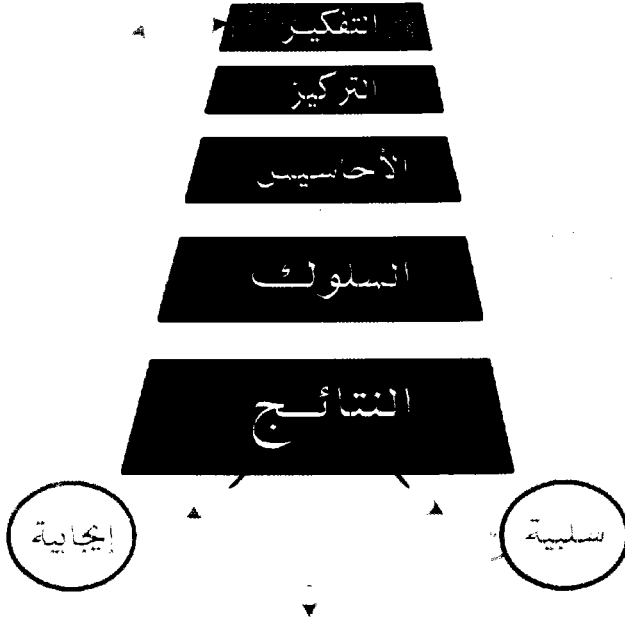 التفكير
التركيز
الأحاسيس
السلوك
النتائج
سلبية
إيجابية